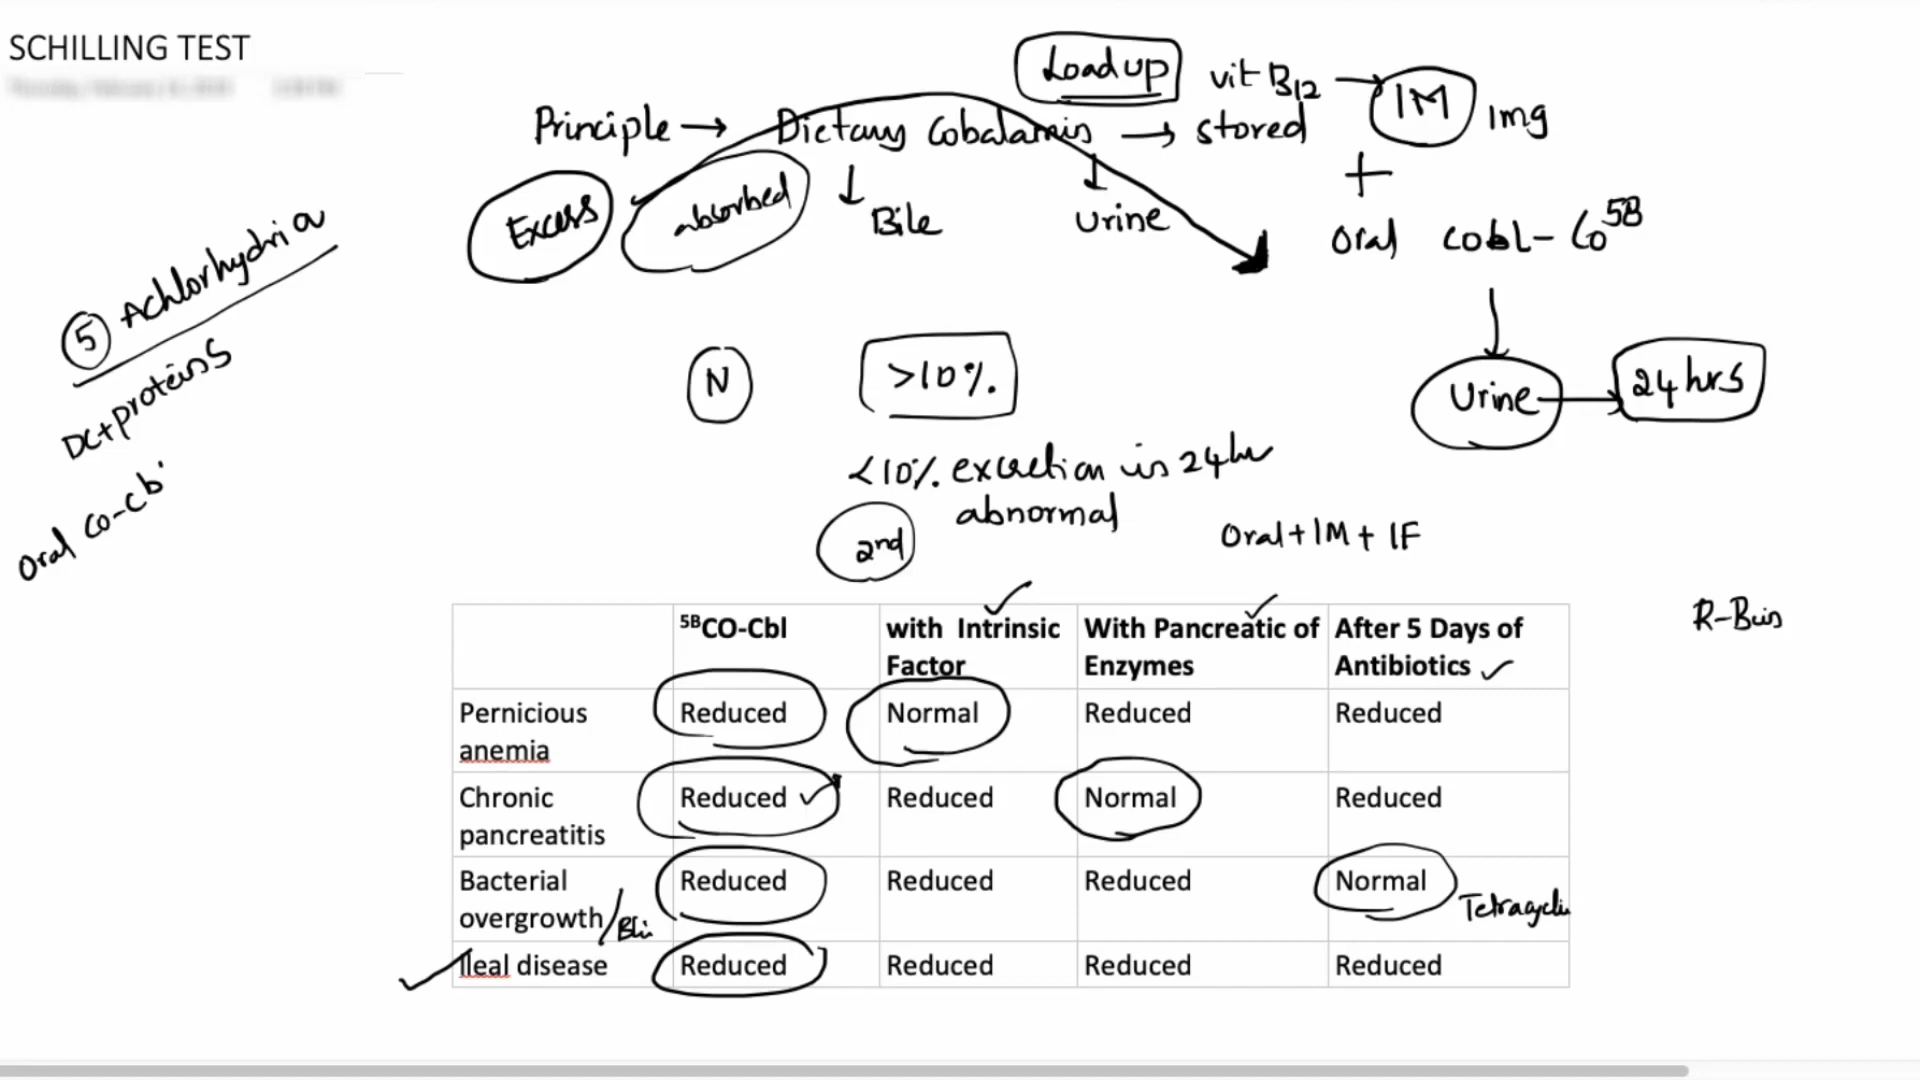 SCHILLING TEST
Load up vit B12 → IM 1mg
Principle → Dietary Cobalamin → stored
+
Excess absorbed ↓ Bile ↓ Urine
Oral cobl- Co58
↓
5 Achlorhydria
DC+proteins
Oral Co-cbl
N >10%.
Urine → 24 hrs
<10%. excretion in 24hr
abnormal
2nd
Oral + IM + IF
58CO-Cbl with Intrinsic With Pancreatic of After 5 Days of
Factor Enzymes Antibiotics
R-Bin
Pernicious Reduced Normal Reduced Reduced
anemia
Chronic Reduced Reduced Normal Reduced
pancreatitis
Bacterial Reduced Reduced Reduced Normal
overgrowth/
Ileal disease Reduced Reduced Reduced Reduced